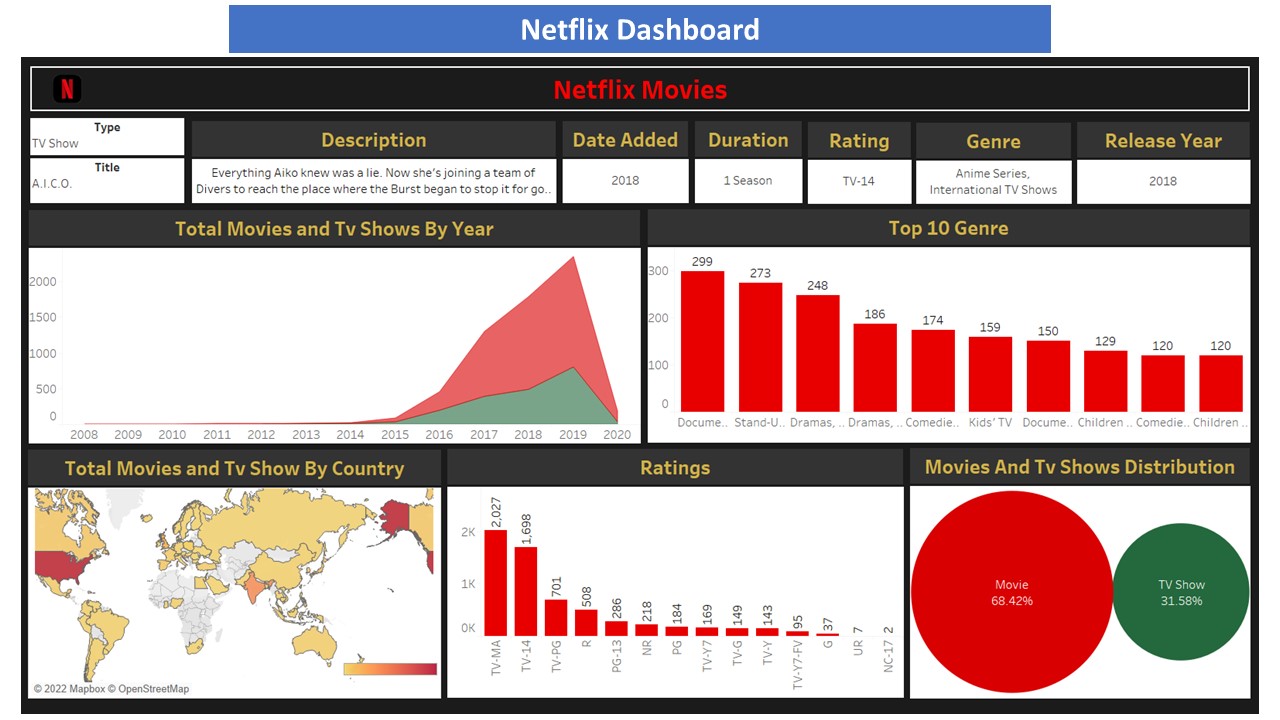 Netflix Dashboard
N
Netflix Movies
Type
TV Show
Title
A.I.C.O.
Description
Everything Aiko knew was a lie. Now she's joining a team of
Divers to reach the place where the Burst began to stop it for go..
Date Added
2018
Duration
1 Season
Rating
TV-14
Genre
Anime Series,
International TV Shows
Release Year
2018
Total Movies and Tv Shows By Year
2000
1500
1000
500
0
2008 2009 2010 2011 2012 2013 2014 2015 2016 2017 2018 2019 2020
Top 10 Genre
300
200
100
0
299 273 248 186 174 159 150 129 120 120
Docume.. Stand-U.. Dramas, .. Dramas, .. Comedie.. Kids' TV Docume.. Children .. Comedie.. Children ..
Total Movies and Tv Show By Country
© 2022 Mapbox © OpenStreetMap
Ratings
2K
1K
0K
2,027 1,698 701 508 286 218 184 169 149 143 95 37 7 2
TV-MA TV-14 TV-PG R PG-13 NR PG TV-Y7 TV-G TV-Y TV-Y7-FV G UR NC-17
Movies And Tv Shows Distribution
Movie
68.42%
TV Show
31.58%